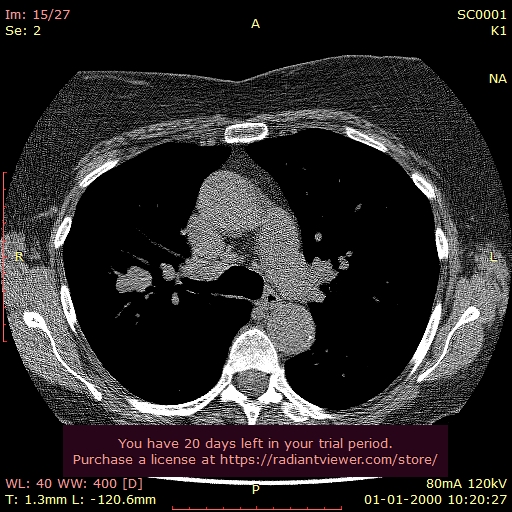 Im: 15/27
Se: 2
A
SC0001
K1
NA
R
L
You have 20 days left in your trial period.
Purchase a license at https://radiantviewer.com/store/
WL: 40 WW: 400 [D]
T: 1.3mm L: -120.6mm
P
80mA 120kV
01-01-2000 10:20:27